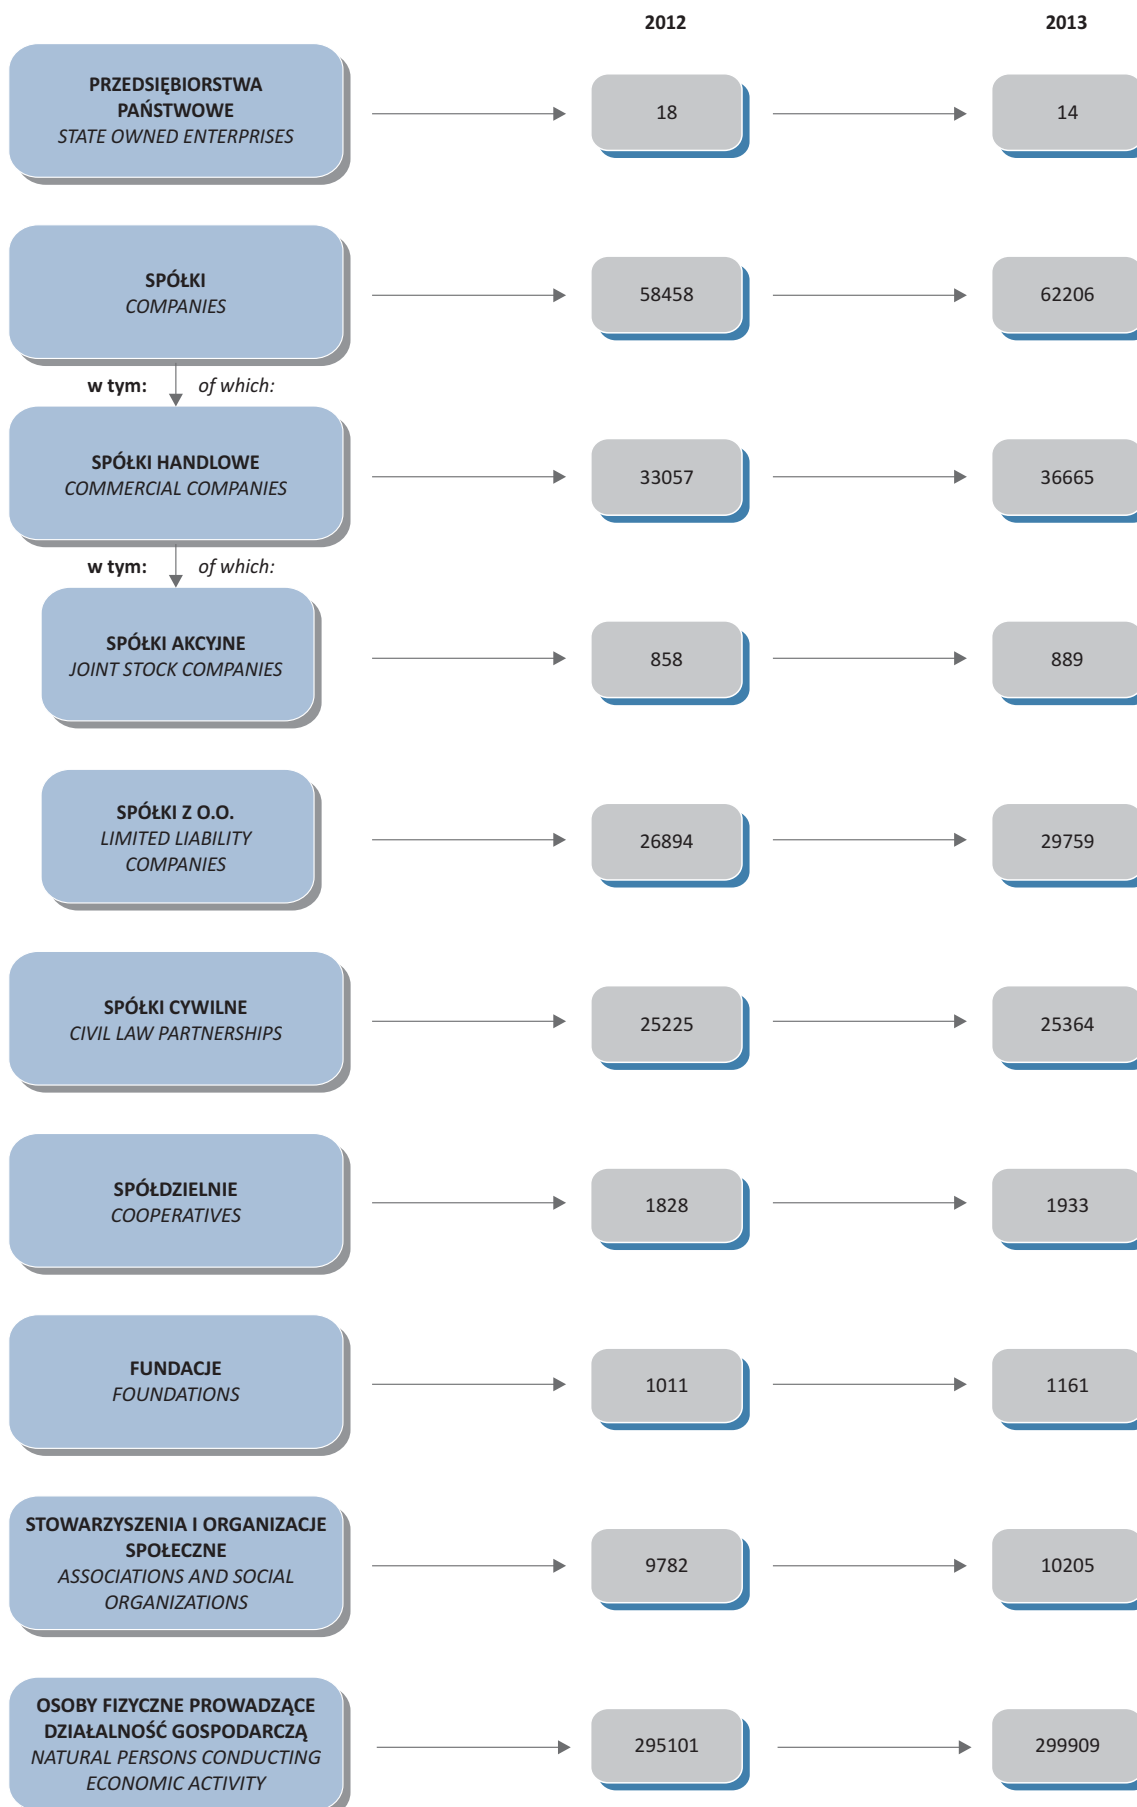 2012 2013
PRZEDSIĘBIORSTWA
PAŃSTWOWE
STATE OWNED ENTERPRISES
18 14
SPÓŁKI
COMPANIES
58458 62206
w tym: of which:
SPÓŁKI HANDLOWE
COMMERCIAL COMPANIES
33057 36665
w tym: of which:
SPÓŁKI AKCYJNE
JOINT STOCK COMPANIES
858 889
SPÓŁKI Z O.O.
LIMITED LIABILITY
COMPANIES
26894 29759
SPÓŁKI CYWILNE
CIVIL LAW PARTNERSHIPS
25225 25364
SPÓŁDZIELNIE
COOPERATIVES
1828 1933
FUNDACJE
FOUNDATIONS
1011 1161
STOWARZYSZENIA I ORGANIZACJE
SPOŁECZNE
ASSOCIATIONS AND SOCIAL
ORGANIZATIONS
9782 10205
OSOBY FIZYCZNE PROWADZĄCE
DZIAŁALNOŚĆ GOSPODARCZĄ
NATURAL PERSONS CONDUCTING
ECONOMIC ACTIVITY
295101 299909